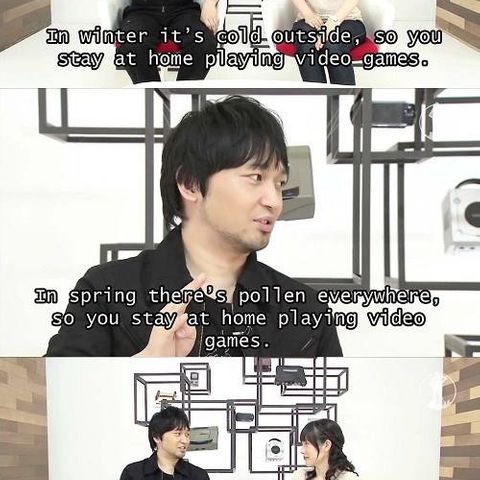 In winter it's cold outside, so you
stay at home playing video games.
In spring there's pollen everywhere,
so you stay at home playing video
games.